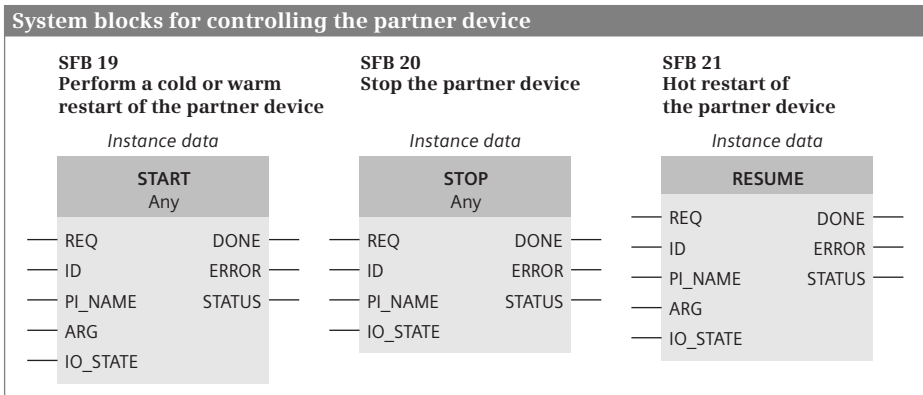 System blocks for controlling the partner device
SFB 19
Perform a cold or warm
restart of the partner device
Instance data
START
Any
REQ DONE
ID ERROR
PI_NAME STATUS
ARG
IO_STATE
SFB 20
Stop the partner device
Instance data
STOP
Any
REQ DONE
ID ERROR
PI_NAME STATUS
IO_STATE
SFB 21
Hot restart of
the partner device
Instance data
RESUME
REQ DONE
ID ERROR
PI_NAME STATUS
ARG
IO_STATE